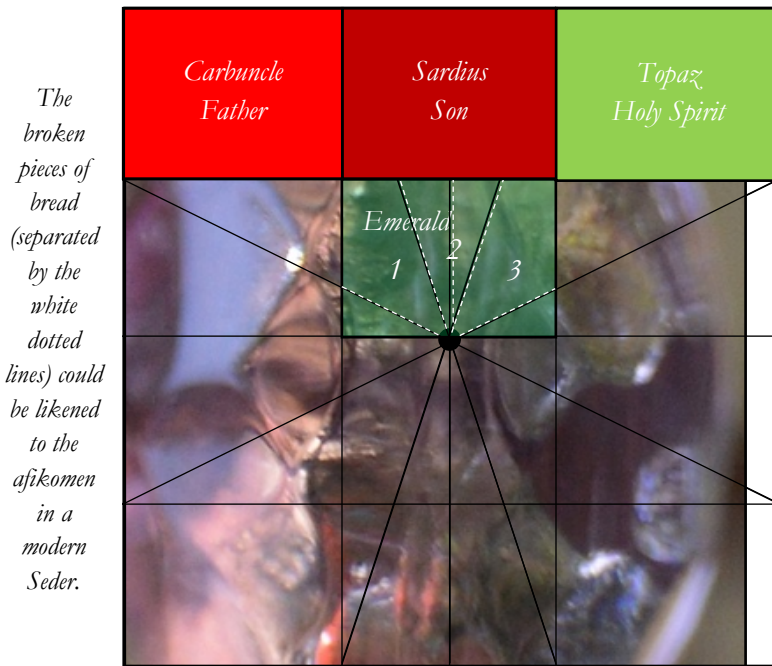 The
broken
pieces of
bread
(separated
by the
white
dotted
lines) could
be likened
to the
afikomen
in a
modern
Seder.
Carbuncle
Father
Sardius
Son
Topaz
Holy Spirit
Emerald
1
2
3